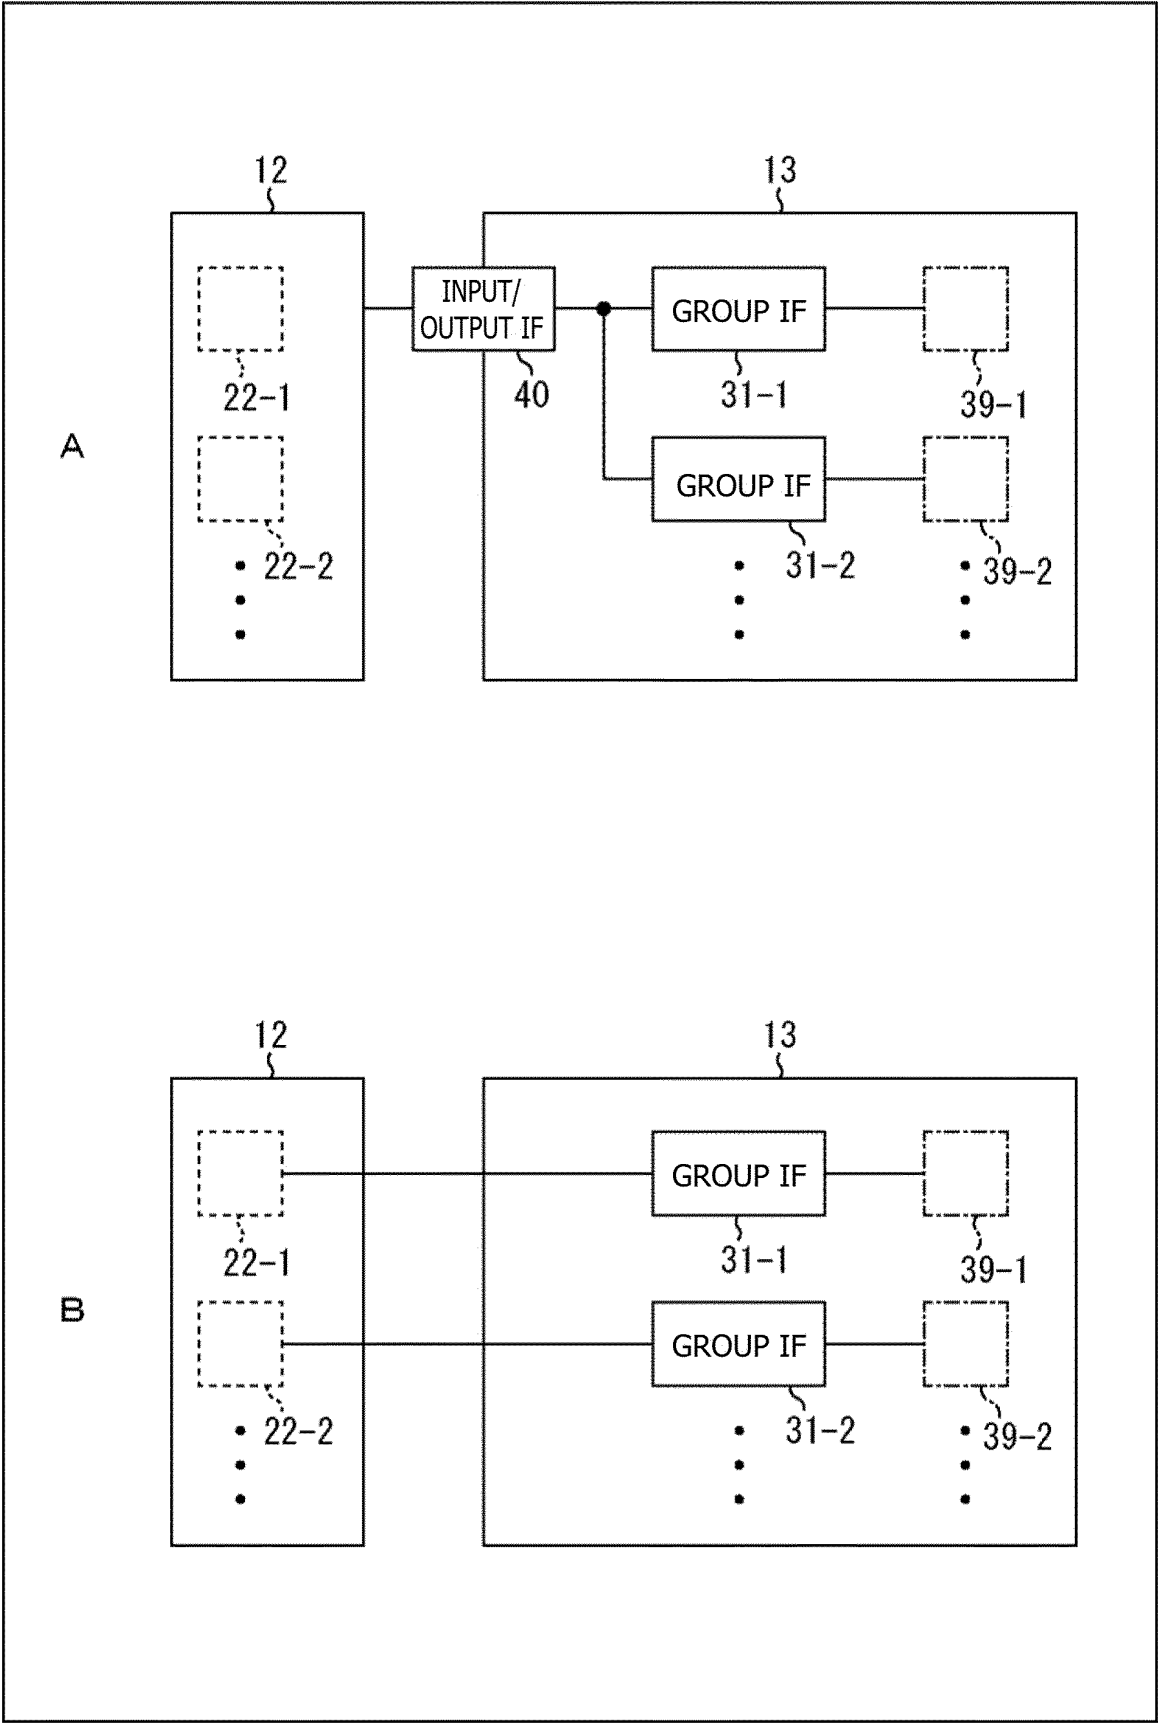 12
13
INPUT/
OUTPUT IF
GROUP IF
40
31-1
22-1
39-1
A
GROUP IF
22-2
31-2
39-2
12
13
GROUP IF
22-1
31-1
39-1
B
GROUP IF
22-2
31-2
39-2